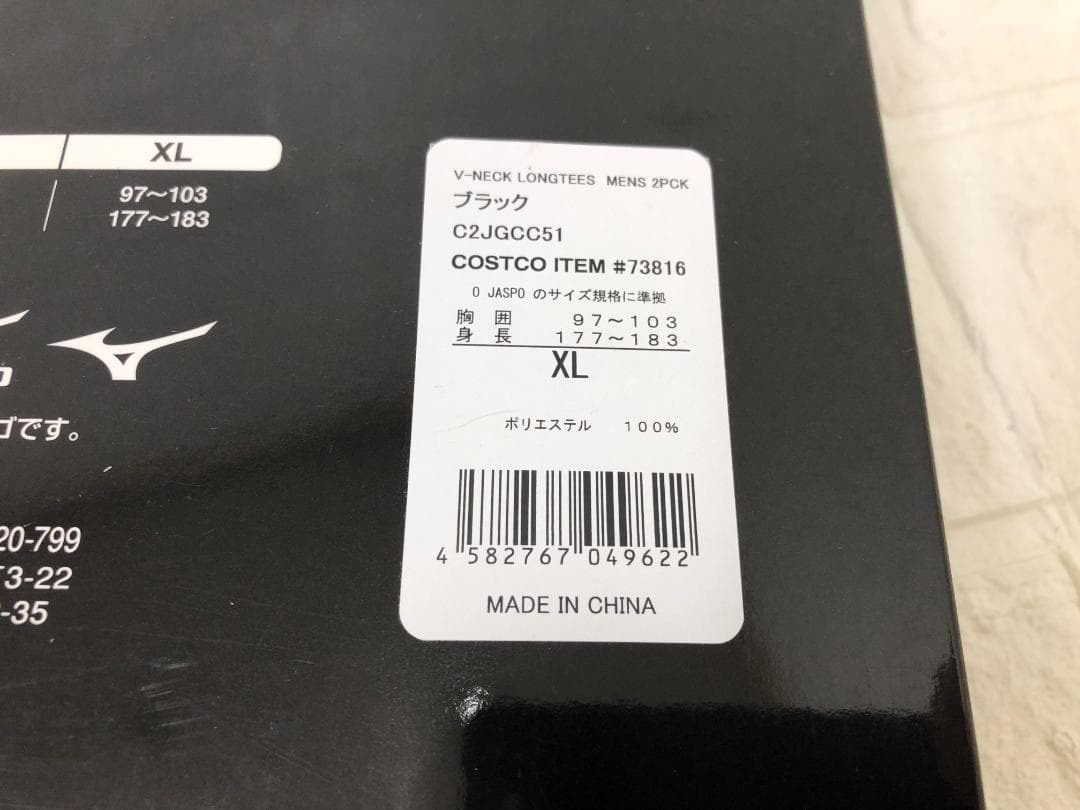 XL
97〜103
177〜183
ゴです。
20-799
3-22
-35
V-NECK LONGTEES MENS 2PCK
ブラック
C2JGCC51
COSTCO ITEM #73816
O JASPO のサイズ規格に準拠
胸 囲 97〜103
身 長 177〜183
XL
ポリエステル 100%
4 582767 049622
MADE IN CHINA